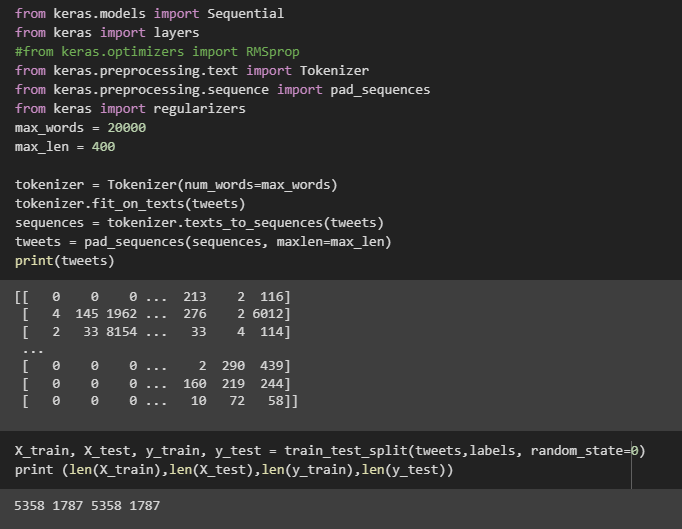 from keras.models import Sequential
from keras import layers
#from keras.optimizers import RMSprop
from keras.preprocessing.text import Tokenizer
from keras.preprocessing.sequence import pad_sequences
from keras import regularizers
max_words = 20000
max_len = 400
tokenizer = Tokenizer(num_words=max_words)
tokenizer.fit_on_texts(tweets)
sequences = tokenizer.texts_to_sequences(tweets)
tweets = pad_sequences(sequences, maxlen=max_len)
print(tweets)
[[   0    0    0 ...  213    2  116]
 [   4  145 1962 ...  276    2 6012]
 [   2   33 8154 ...   33    4  114]
 ...
 [   0    0    0 ...    2  290  439]
 [   0    0    0 ...  160  219  244]
 [   0    0    0 ...   10   72   58]]
X_train, X_test, y_train, y_test = train_test_split(tweets,labels, random_state=0)
print (len(X_train),len(X_test),len(y_train),len(y_test))
5358 1787 5358 1787